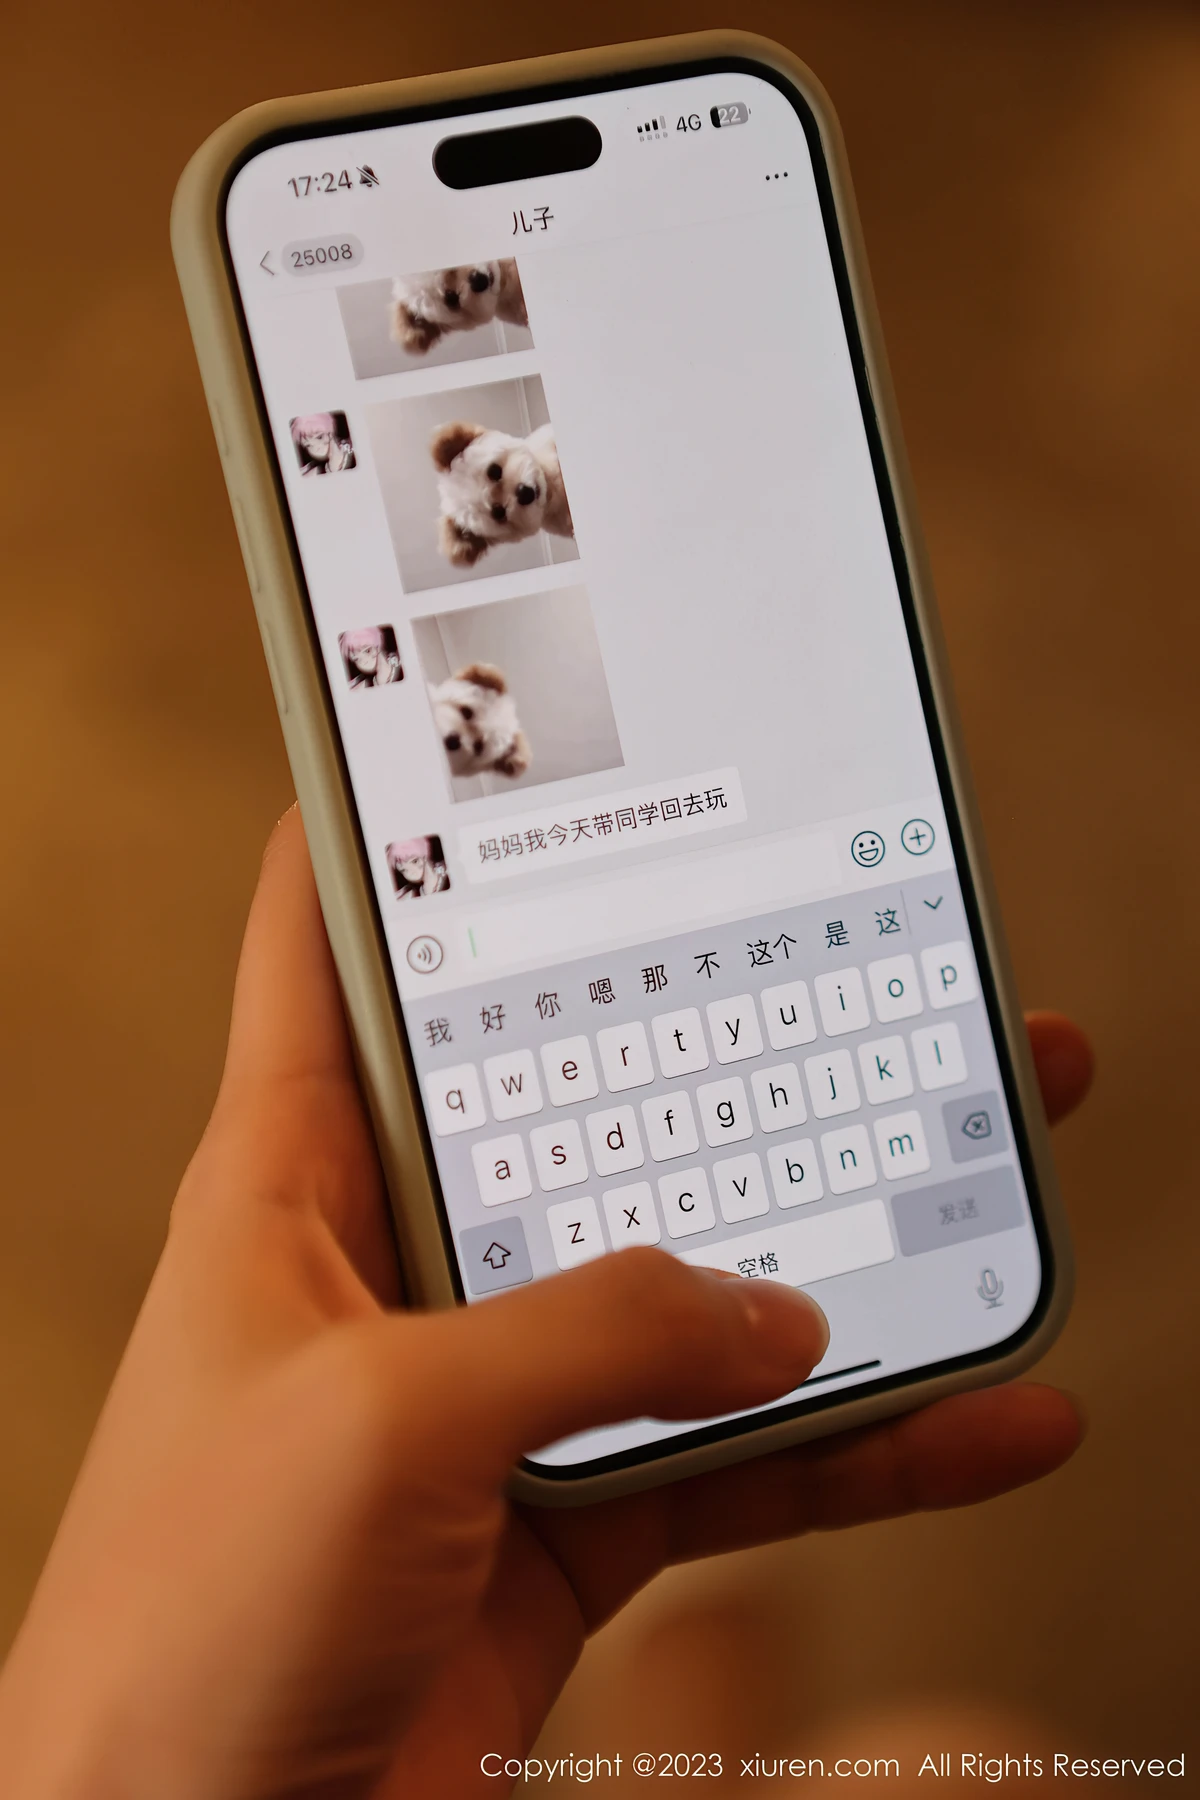 17:24 4G 22
儿子
25008
妈妈我今天带同学回去玩
我 好 你 嗯 那 不 这个 是 这
q w e r t y u i o p
a s d f g h j k l
z x c v b n m
空格 发送
Copyright @2023 xiuren.com All Rights Reserved